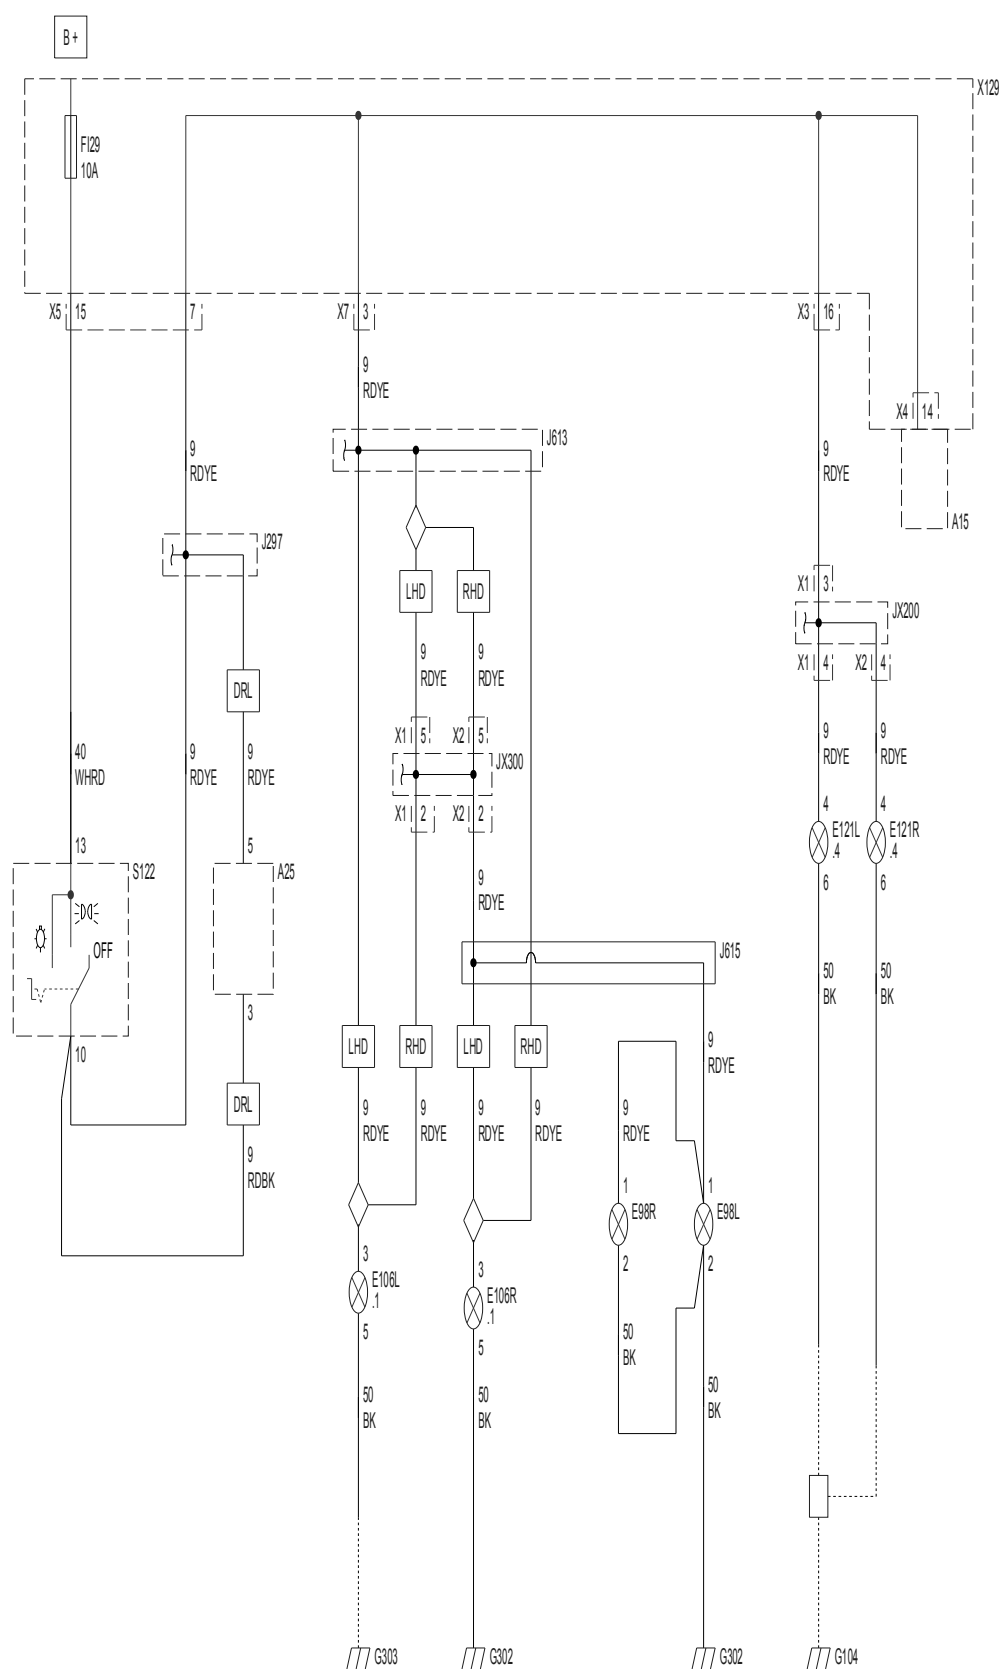 B+
X129
FI29
10A
X5 15
7
X7 3
X3 16
9
RDYE
X4 14
J613
9
RDYE
9
RDYE
A15
J297
X1 3
LHD
RHD
JX200
9
RDYE
9
RDYE
X1 4
X2 4
DRL
X1 5
X2 5
9
RDYE
9
RDYE
40
WHRD
9
RDYE
9
RDYE
JX300
X1 2
X2 2
4
4
E121L
.4
E121R
.4
13
5
S122
A25
9
RDYE
6
6
OFF
J615
50
BK
50
BK
3
10
LHD
RHD
LHD
RHD
9
RDYE
DRL
9
RDYE
9
RDYE
9
RDYE
9
RDYE
9
RDYE
9
RDBK
1
1
E98R
E98L
3
2
2
3
E106L
.1
E106R
.1
5
5
50
BK
50
BK
50
BK
50
BK
G303
G302
G302
G104